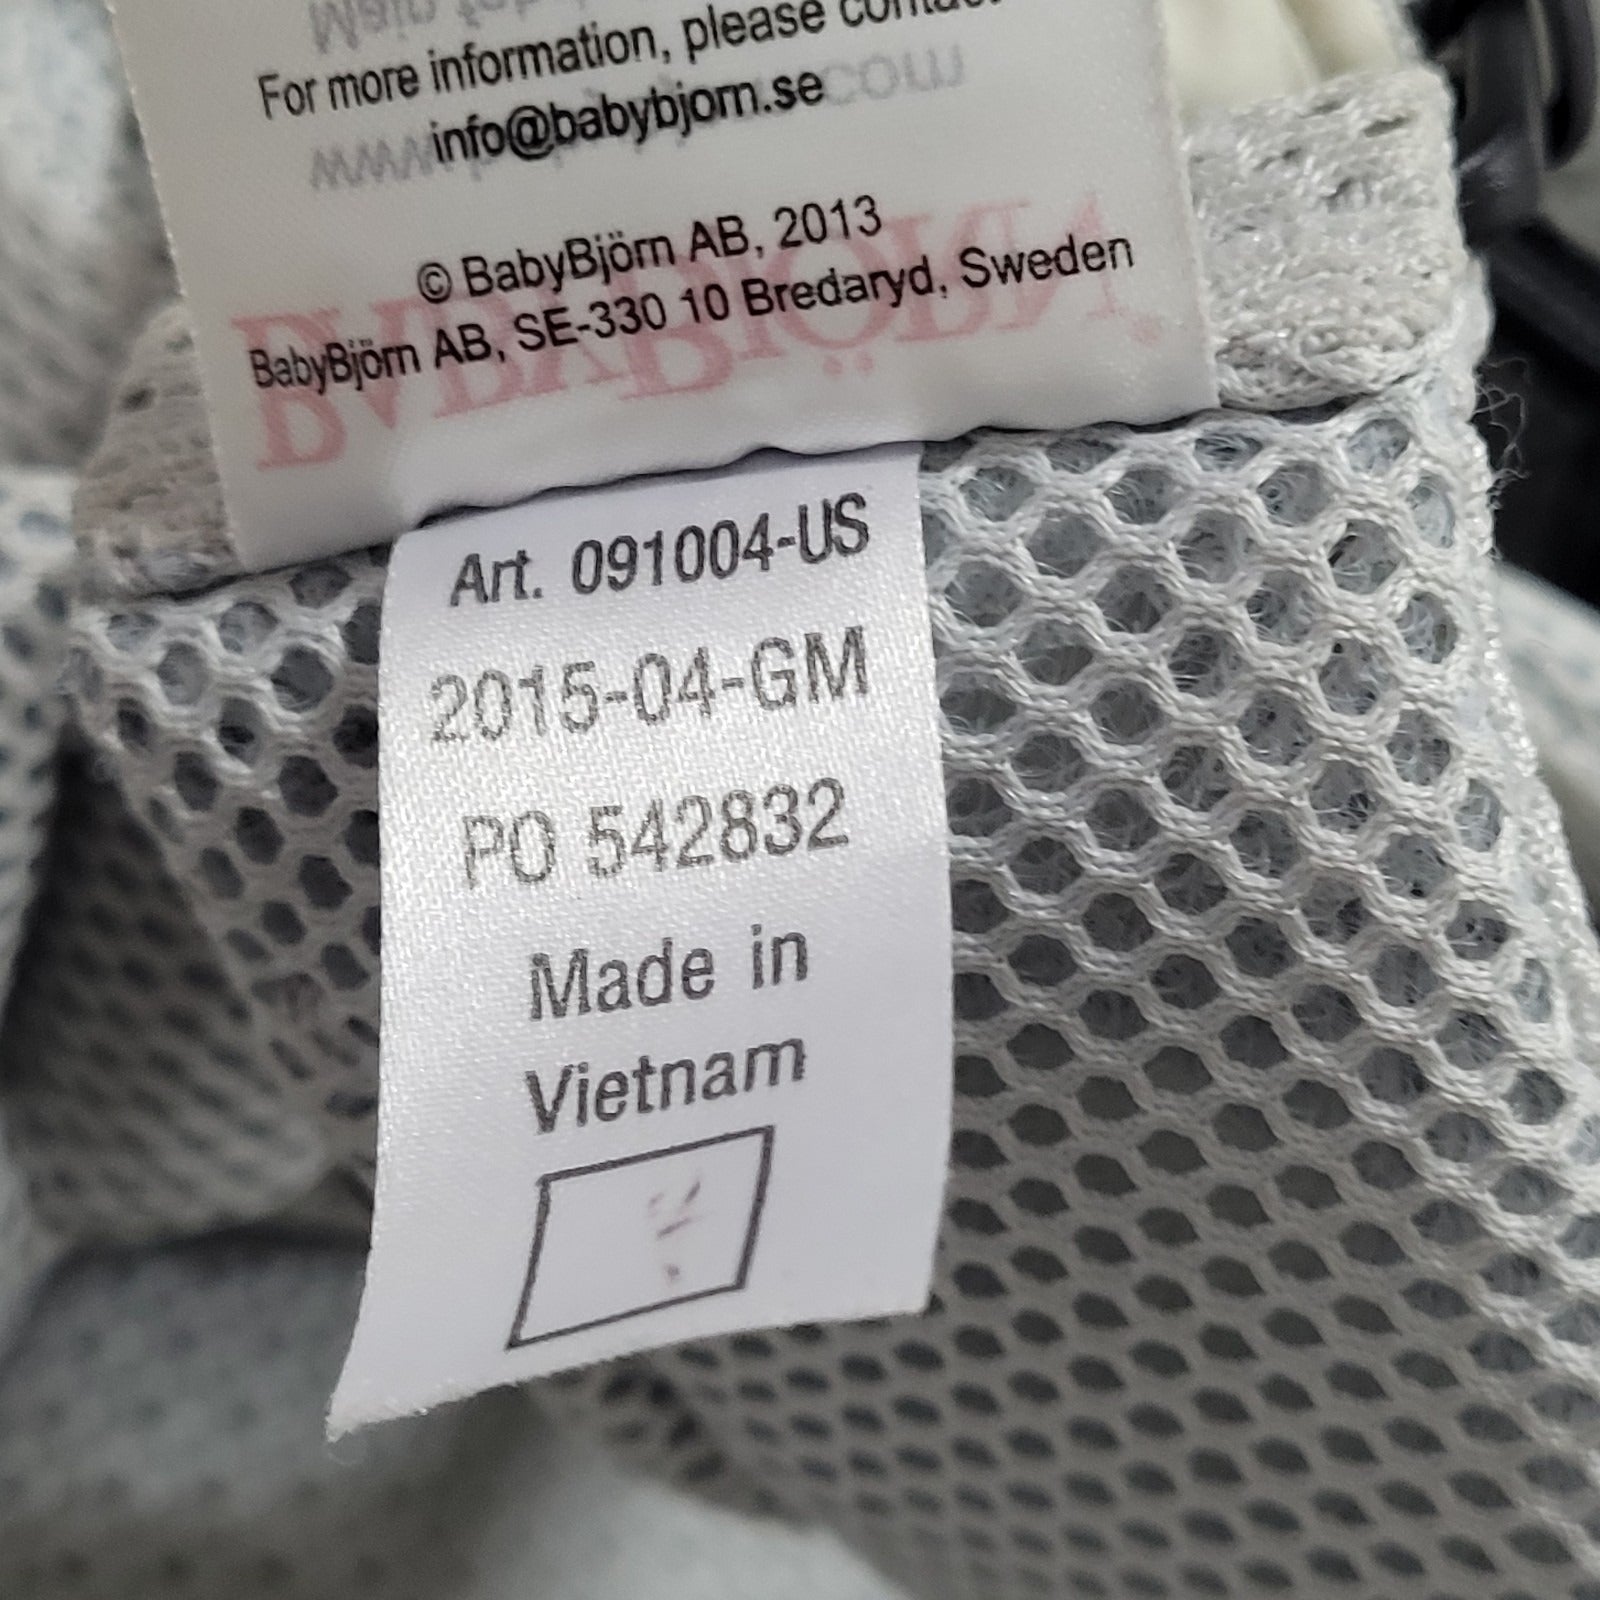 For more information, please contact
info@babybjorn.se
© BabyBjörn AB, 2013
BabyBjörn AB, SE-330 10 Bredaryd, Sweden
Art. 091004-US
2015-04-GM
PO 542832
Made in
Vietnam